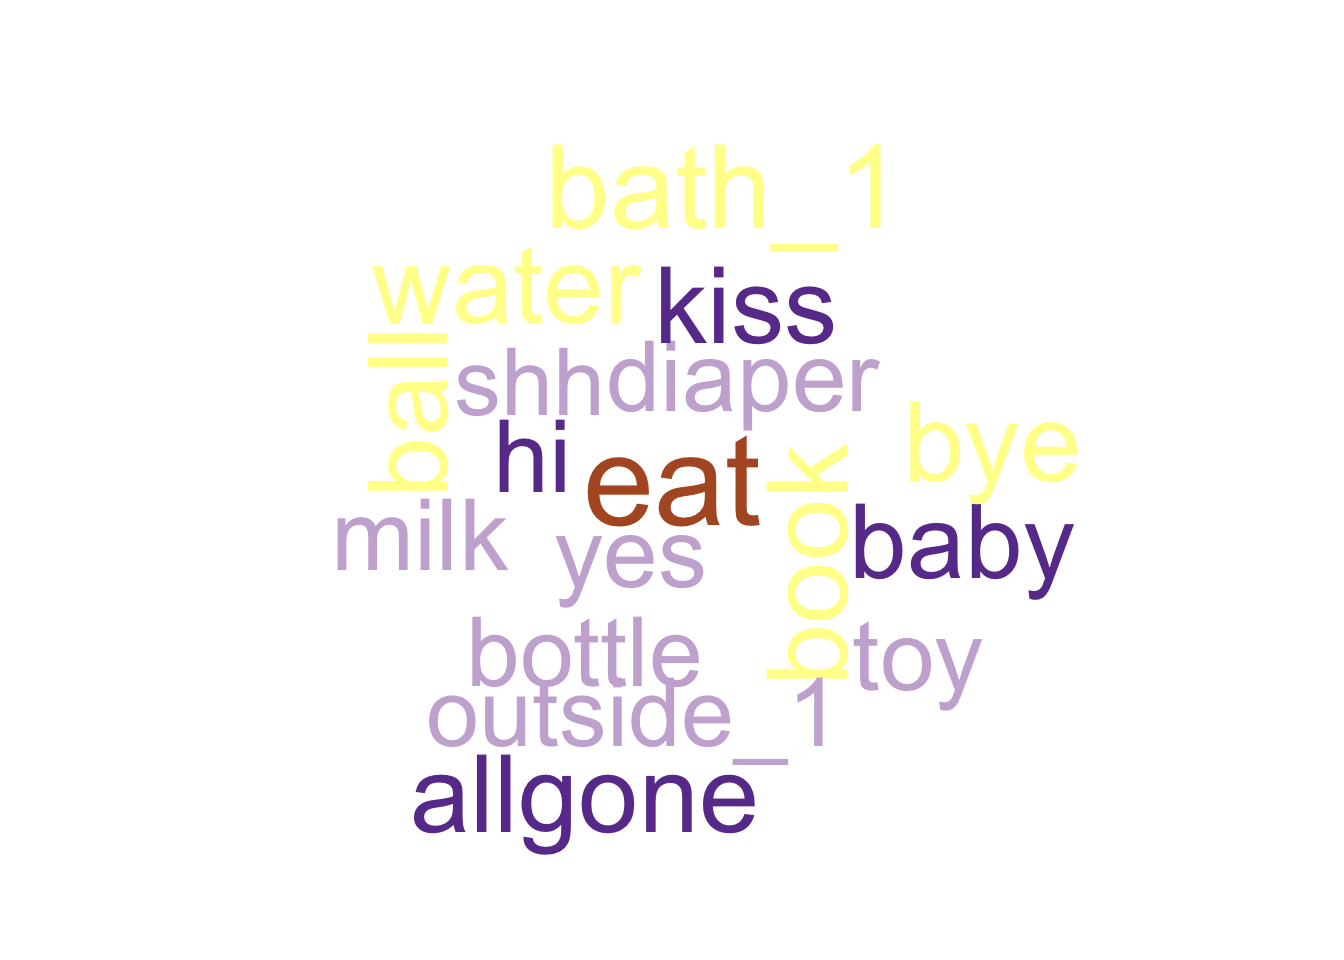 bath_1
water
kiss
ball
shh
diaper
hi
eat
book
bye
milk
yes
baby
bottle
toy
outside_1
allgone